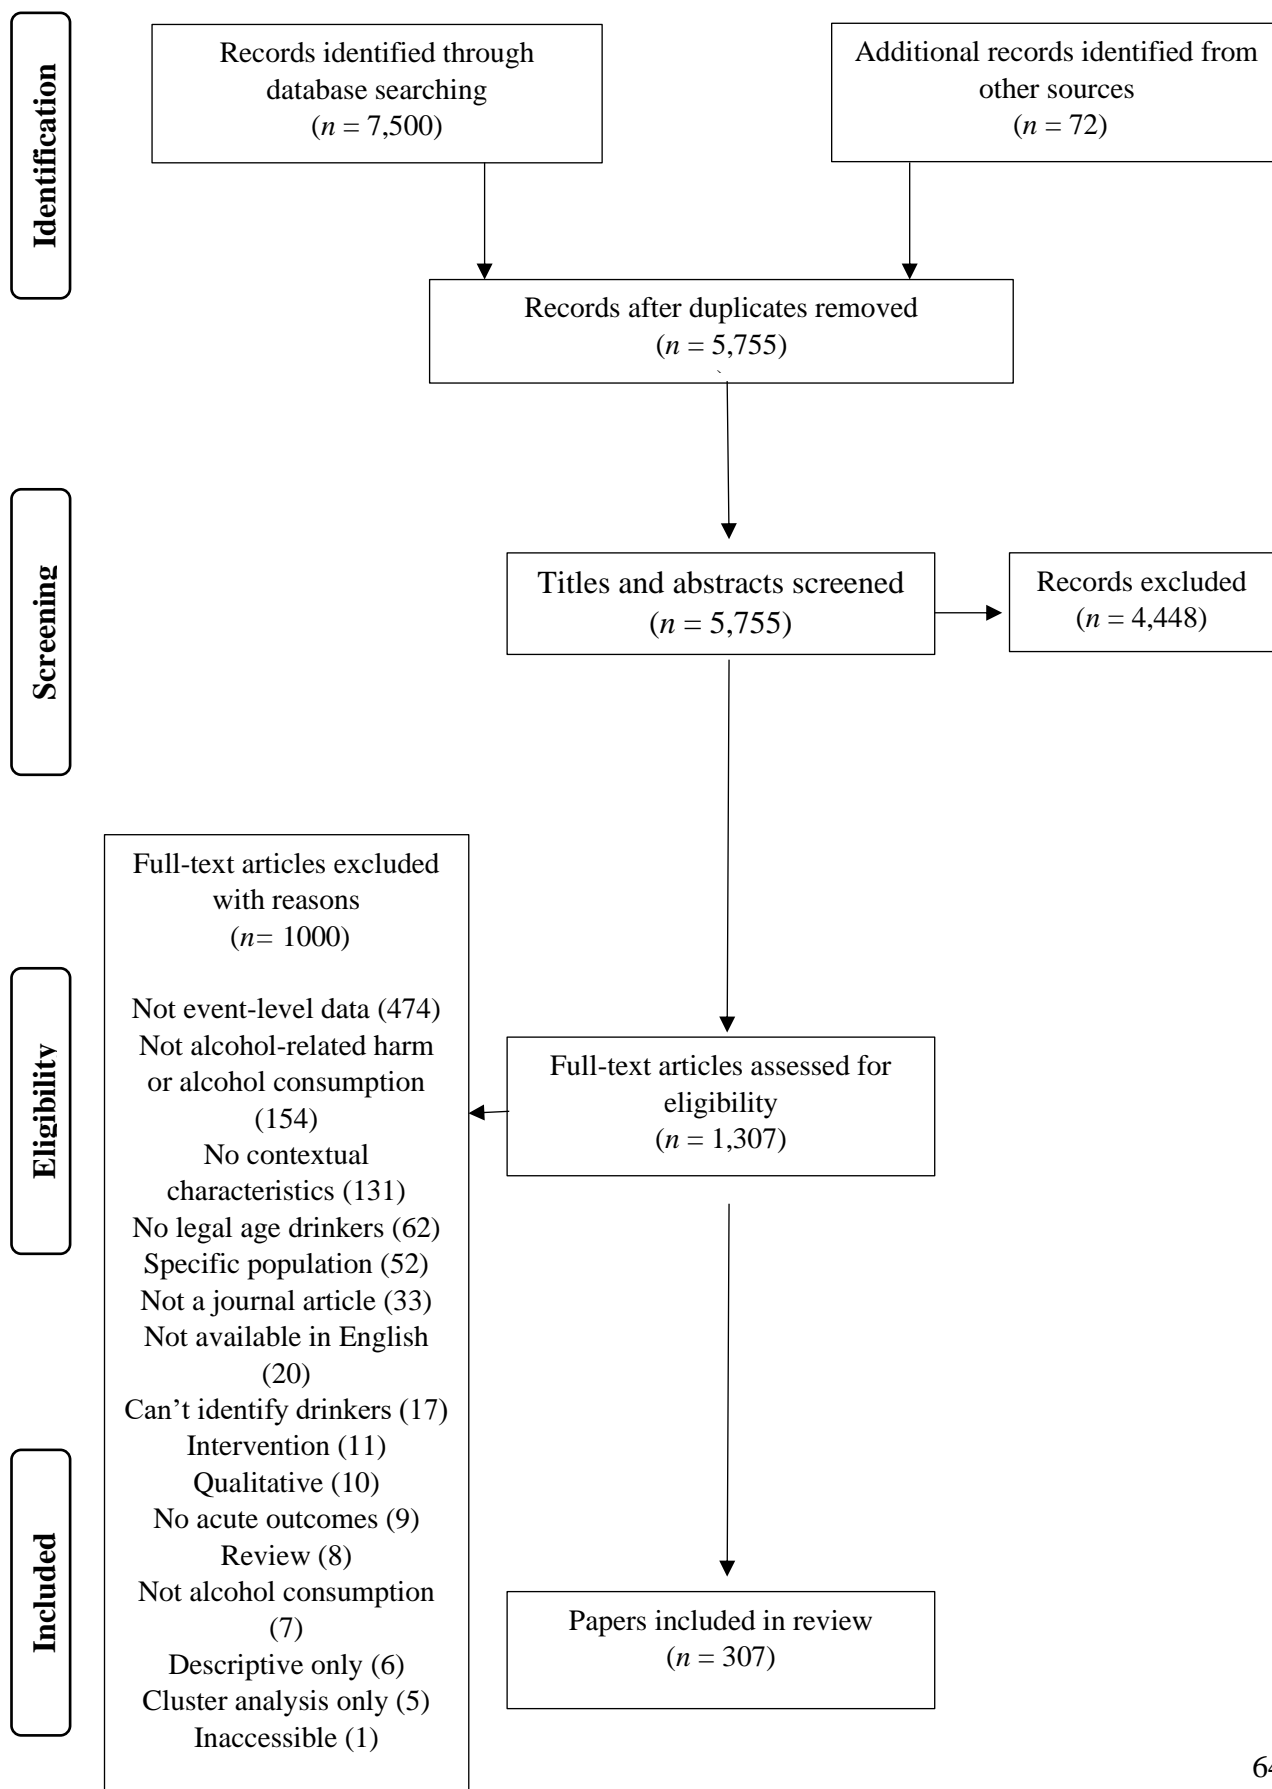 Identification
Records identified through
database searching
(n = 7,500)
Additional records identified from
other sources
(n = 72)
Records after duplicates removed
(n = 5,755)
Screening
Titles and abstracts screened
(n = 5,755)
Records excluded
(n = 4,448)
Eligibility
Full-text articles assessed for
eligibility
(n = 1,307)
Full-text articles excluded
with reasons
(n= 1000)
Not event-level data (474)
Not alcohol-related harm
or alcohol consumption
(154)
No contextual
characteristics (131)
No legal age drinkers (62)
Specific population (52)
Not a journal article (33)
Not available in English
(20)
Can’t identify drinkers (17)
Intervention (11)
Qualitative (10)
No acute outcomes (9)
Review (8)
Not alcohol consumption
(7)
Descriptive only (6)
Cluster analysis only (5)
Inaccessible (1)
Included
Papers included in review
(n = 307)
64